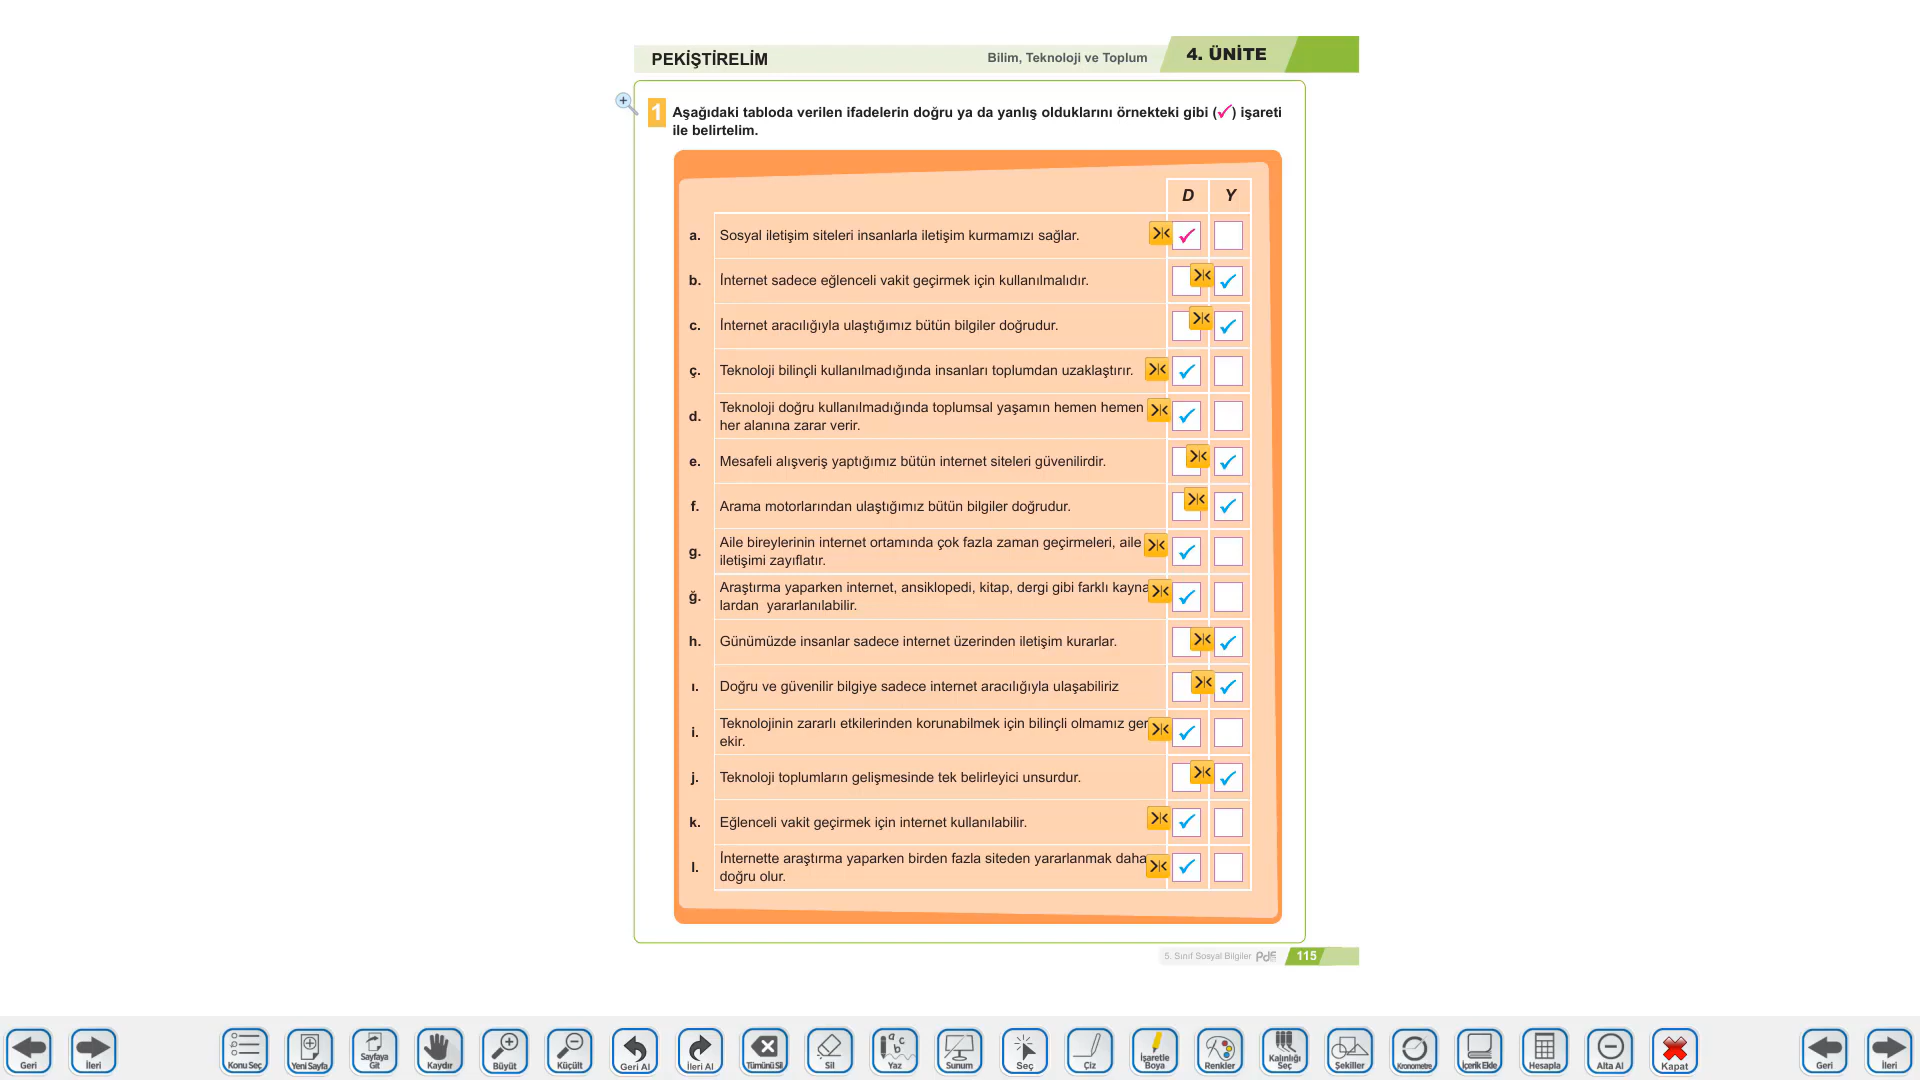 PEKİŞTİRELİM
Bilim, Teknoloji ve Toplum
4. ÜNİTE
1
Aşağıdaki tabloda verilen ifadelerin doğru ya da yanlış olduklarını örnekteki gibi (✓) işareti
ile belirtelim.
D Y
a. Sosyal iletişim siteleri insanlarla iletişim kurmamızı sağlar.
b. İnternet sadece eğlenceli vakit geçirmek için kullanılmalıdır.
c. İnternet aracılığıyla ulaştığımız bütün bilgiler doğrudur.
ç. Teknoloji bilinçli kullanılmadığında insanları toplumdan uzaklaştırır.
d. Teknoloji doğru kullanılmadığında toplumsal yaşamın hemen hemen
her alanına zarar verir.
e. Mesafeli alışveriş yaptığımız bütün internet siteleri güvenilirdir.
f. Arama motorlarından ulaştığımız bütün bilgiler doğrudur.
g. Aile bireylerinin internet ortamında çok fazla zaman geçirmeleri, aile
iletişimi zayıflatır.
ğ. Araştırma yaparken internet, ansiklopedi, kitap, dergi gibi farklı kayna
lardan yararlanılabilir.
h. Günümüzde insanlar sadece internet üzerinden iletişim kurarlar.
ı. Doğru ve güvenilir bilgiye sadece internet aracılığıyla ulaşabiliriz
i. Teknolojinin zararlı etkilerinden korunabilmek için bilinçli olmamız ger
ekir.
j. Teknoloji toplumların gelişmesinde tek belirleyici unsurdur.
k. Eğlenceli vakit geçirmek için internet kullanılabilir.
l. İnternette araştırma yaparken birden fazla siteden yararlanmak daha
doğru olur.
5. Sınıf Sosyal Bilgiler
115
Geri İleri Konu Seç Yeni Sayfa Sayfaya Git Kaydır Büyüt Küçült Geri Al İleri Al Tümünü Sil Sil Yaz Sunum Seç Çiz İşaretle Boya Renkler Kalınlığı Seç Şekiller Kronometre İçerik Ekle Hesapla Alta Al Kapat Geri İleri